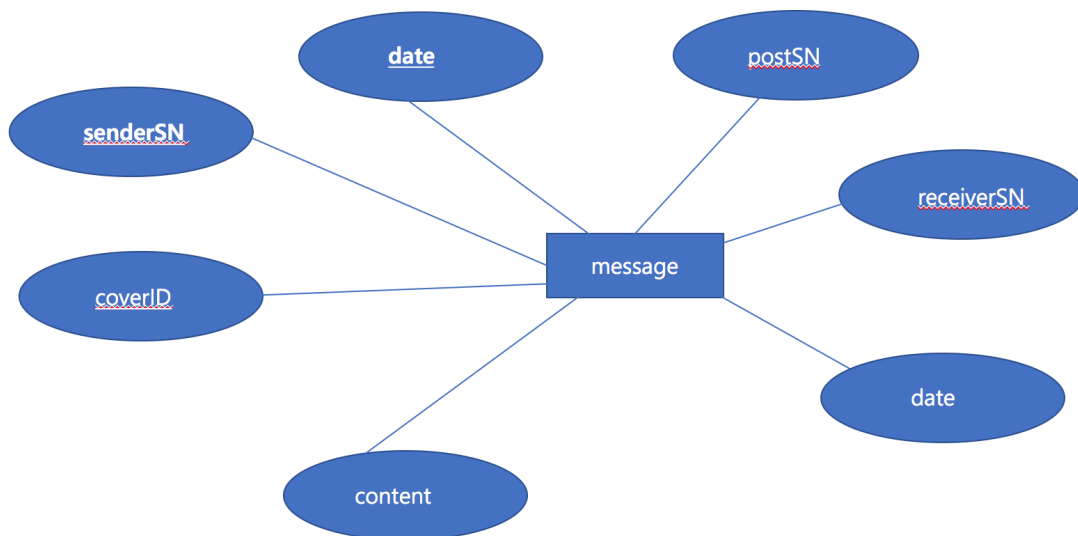 date
postSN
senderSN
receiverSN
message
coverID
date
content